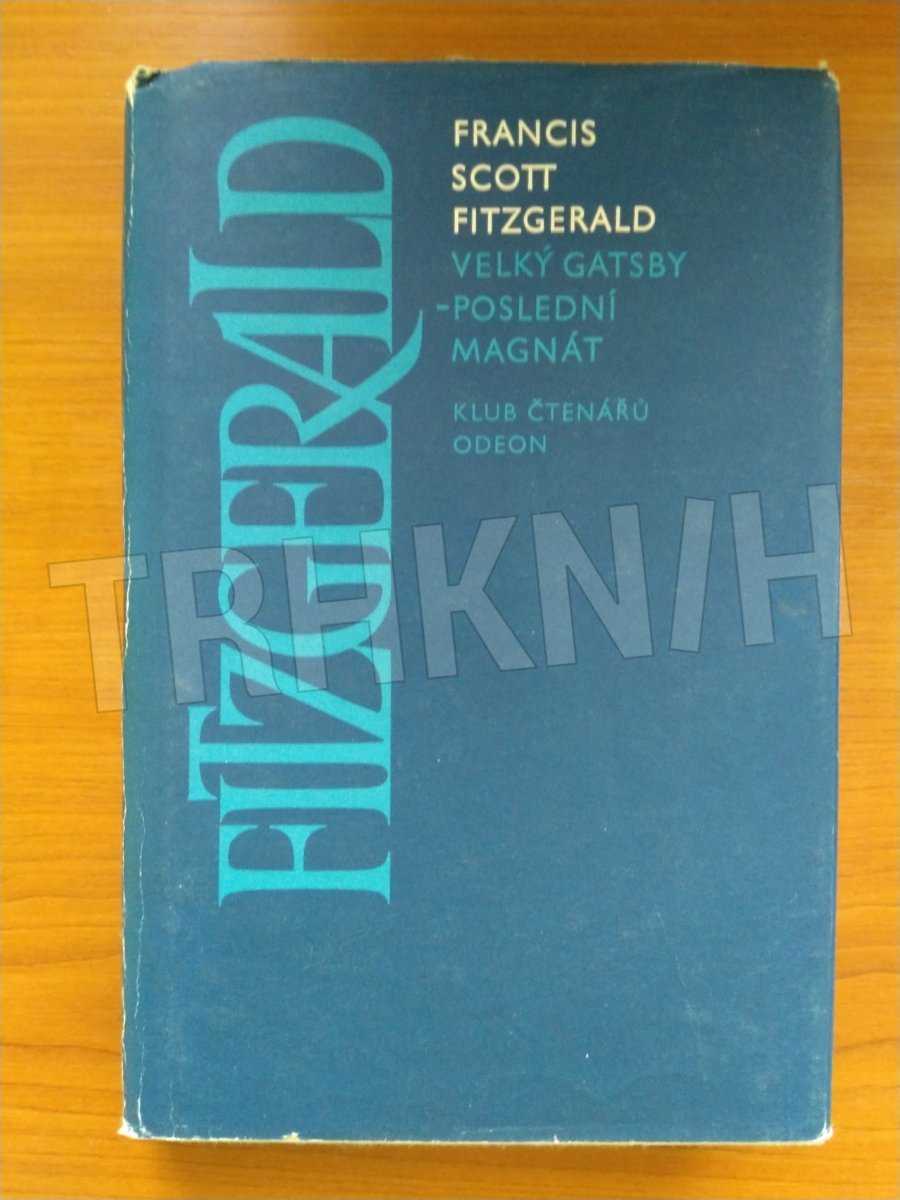 FITZGERALD
FRANCIS
SCOTT
FITZGERALD
VELKÝ GATSBY
-POSLEDNÍ
MAGNÁT
KLUB ČTENÁŘŮ
ODEON
TRHKNIH